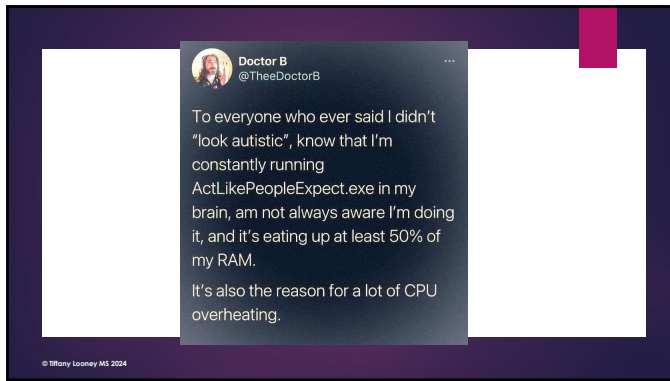 Doctor B
@TheeDoctorB
To everyone who ever said I didn't
"look autistic", know that I'm
constantly running
ActLikePeopleExpect.exe in my
brain, am not always aware I'm doing
it, and it's eating up at least 50% of
my RAM.
It's also the reason for a lot of CPU
overheating.
© Tiffany Looney MS 2024